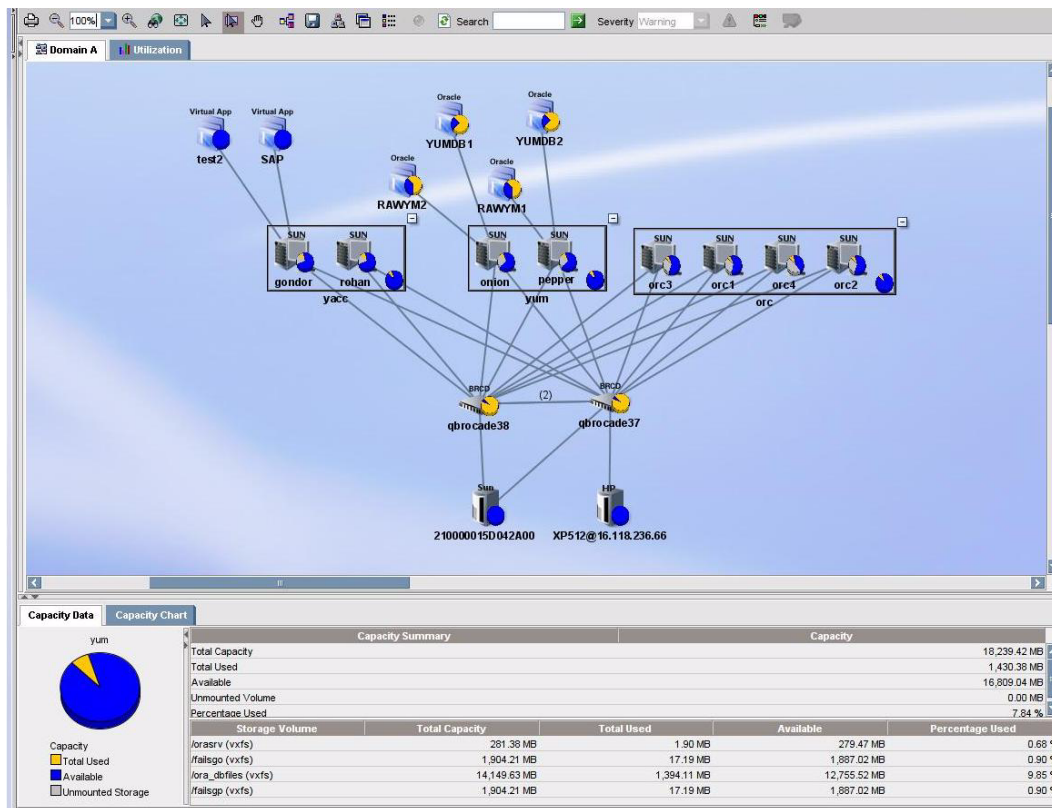 100% Search Severity Warning
Domain A Utilization
Oracle Oracle
Virtual App Virtual App
YUMDB1 YUMDB2
test2 SAP
Oracle Oracle
RAWYM2 RAWYM1
SUN SUN SUN SUN SUN SUN SUN SUN
gondor rohan onion pepper orc3 orc1 orc4 orc2
yacc yum orc
BRCD (2) BRCD
qbrocade38 qbrocade37
Sun HP
210000015D042A00 XP512@16.118.236.66
Capacity Data Capacity Chart
yum
Capacity
Total Used
Available
Unmounted Storage
Capacity Summary Capacity
Total Capacity 18,239.42 MB
Total Used 1,430.38 MB
Available 16,809.04 MB
Unmounted Volume 0.00 MB
Percentage Used 7.84 %
Storage Volume Total Capacity Total Used Available Percentage Used
/orasrv (vxfs) 281.38 MB 1.90 MB 279.47 MB 0.68 %
/failsgo (vxfs) 1,904.21 MB 17.19 MB 1,887.02 MB 0.90 %
/ora_dbfiles (vxfs) 14,149.63 MB 1,394.11 MB 12,755.52 MB 9.85 %
/failsgp (vxfs) 1,904.21 MB 17.19 MB 1,887.02 MB 0.90 %